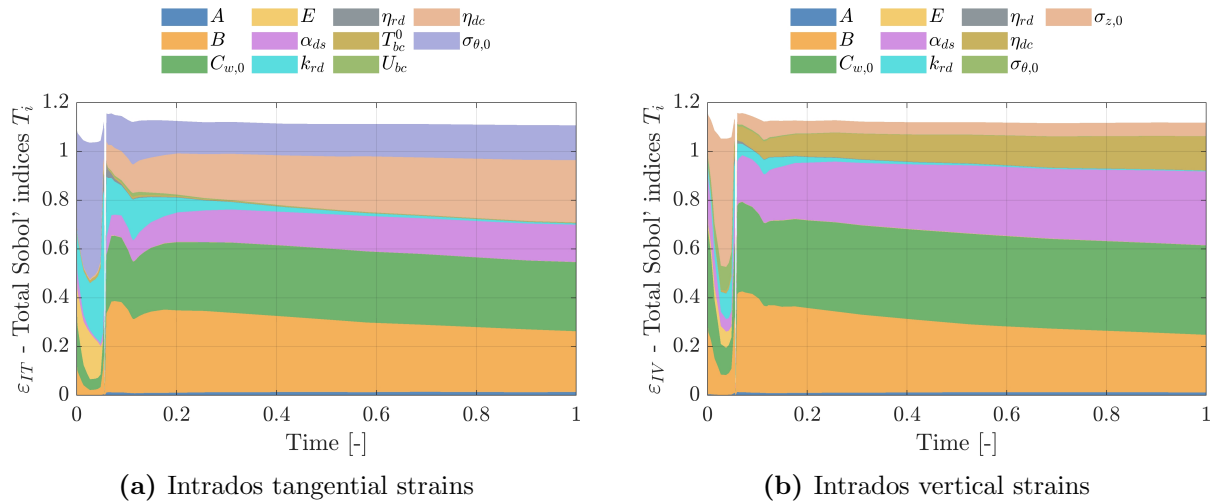 A E η_rd η_dc
B α_ds T^0_bc σ_θ,0
C_w,0 k_rd U_bc
ε_IT - Total Sobol' indices T_i
1.2
1
0.8
0.6
0.4
0.2
0
0 0.2 0.4 0.6 0.8 1
Time [-]
(a) Intrados tangential strains
A E η_rd σ_z,0
B α_ds η_dc
C_w,0 k_rd σ_θ,0
ε_IV - Total Sobol' indices T_i
1.2
1
0.8
0.6
0.4
0.2
0
0 0.2 0.4 0.6 0.8 1
Time [-]
(b) Intrados vertical strains